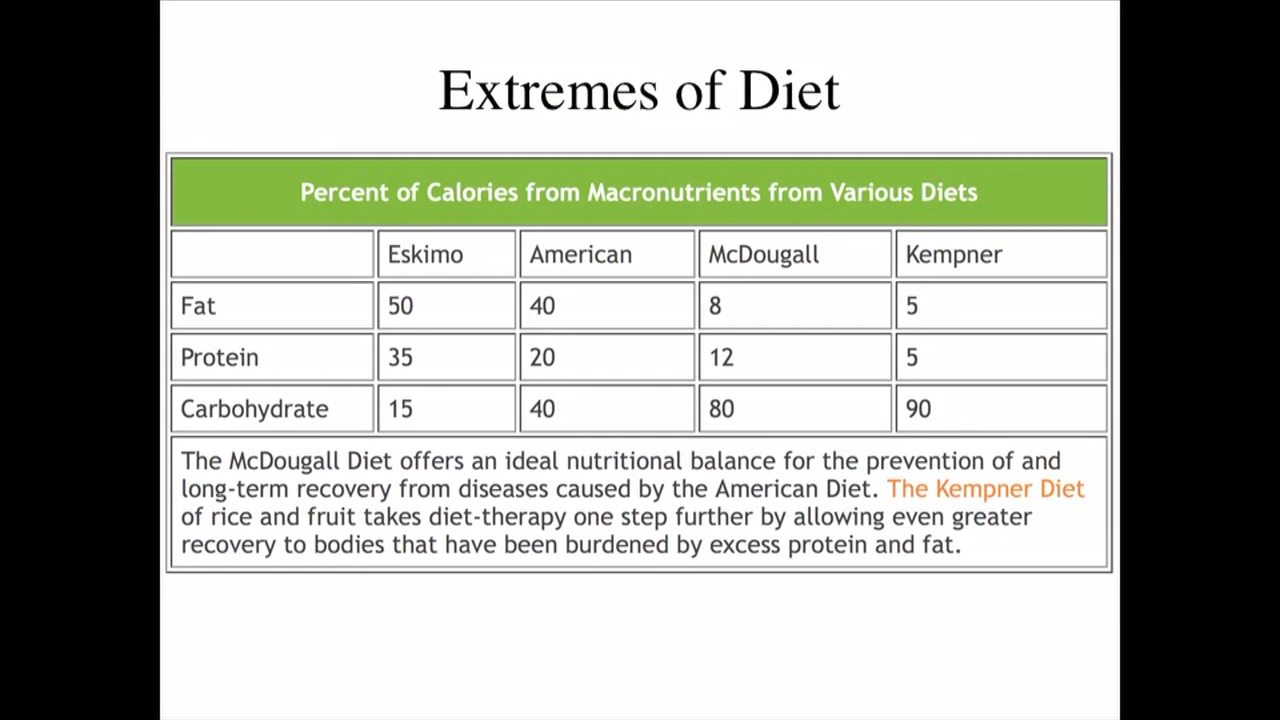 Extremes of Diet
Percent of Calories from Macronutrients from Various Diets
Eskimo American McDougall Kempner
Fat 50 40 8 5
Protein 35 20 12 5
Carbohydrate 15 40 80 90
The McDougall Diet offers an ideal nutritional balance for the prevention of and
long-term recovery from diseases caused by the American Diet. The Kempner Diet
of rice and fruit takes diet-therapy one step further by allowing even greater
recovery to bodies that have been burdened by excess protein and fat.